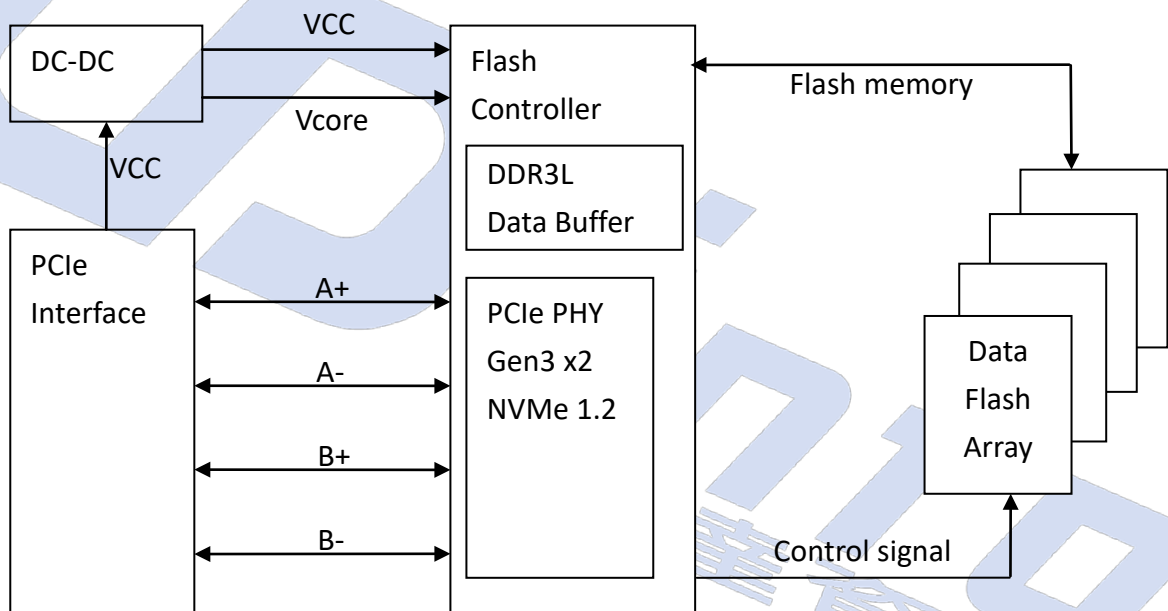 VCC
DC-DC
Flash
Controller
Flash memory
Vcore
VCC
DDR3L
Data Buffer
PCIe
Interface
A+
PCIe PHY
Gen3 x2
NVMe 1.2
A-
B+
B-
Data
Flash
Array
Control signal